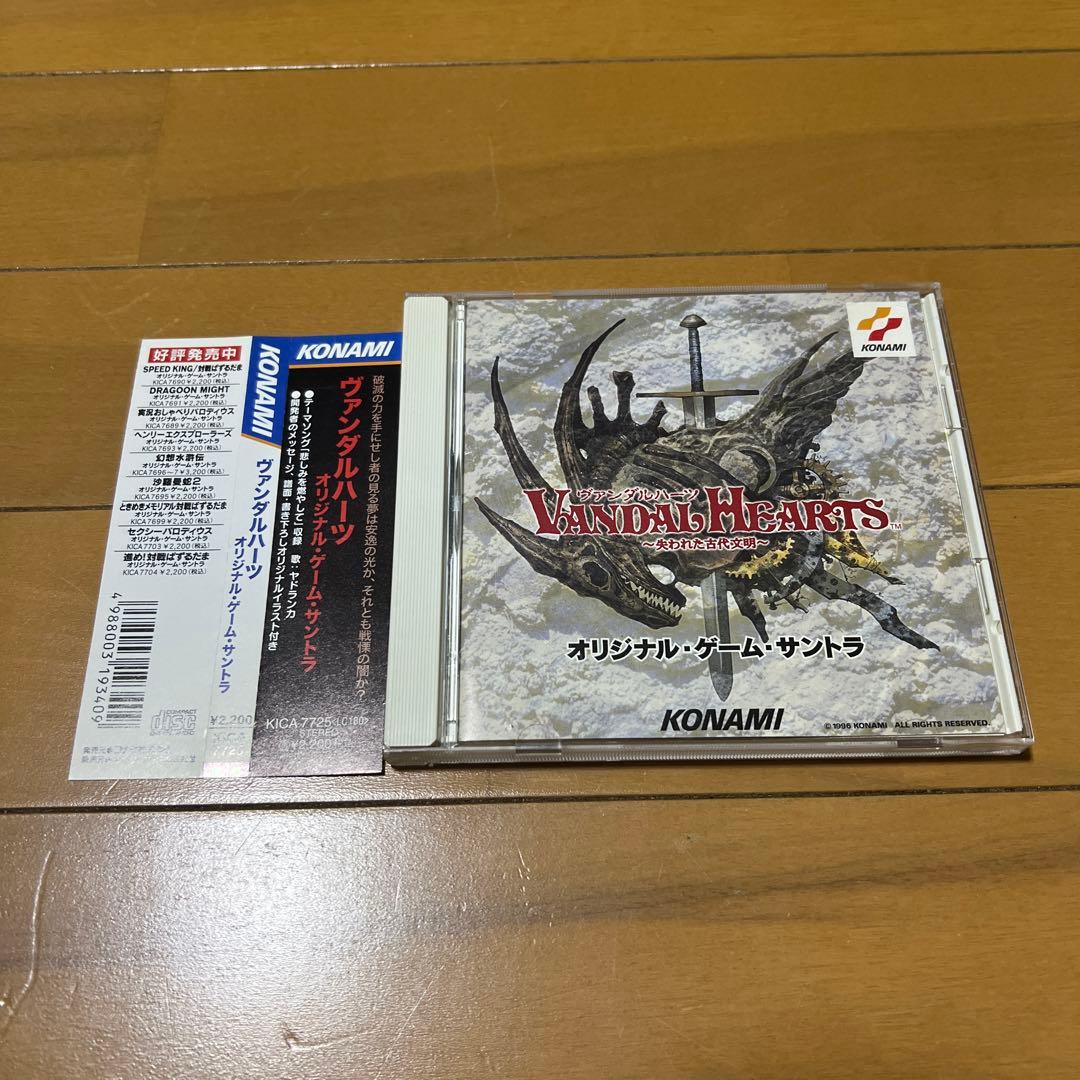 好評発売中
SPEED KING/対戦ぱずるだま
オリジナル・ゲーム・サントラ
KICA7690 ¥2,200(税込)
DRAGOON MIGHT
オリジナル・ゲーム・サントラ
KICA7691 ¥2,200(税込)
実況おしゃべりパロディウス
オリジナル・ゲーム・サントラ
KICA7689 ¥2,200(税込)
ヘンリーエクスプローラーズ
オリジナル・ゲーム・サントラ
KICA7693 ¥2,200(税込)
幻想水滸伝
オリジナル・ゲーム・サントラ
KICA7696〜7 ¥3,200(税込)
沙羅曼蛇2
オリジナル・ゲーム・サントラ
KICA7695 ¥2,200(税込)
ときめきメモリアル対戦ぱずるだま
オリジナル・ゲーム・サントラ
KICA7699 ¥2,200(税込)
セクシーパロディウス
オリジナル・ゲーム・サントラ
KICA7703 ¥2,200(税込)
進め!対戦ぱずるだま
オリジナル・ゲーム・サントラ
KICA7704 ¥2,200(税込)
4988003193409
COMPACT
disc
KONAMI
ヴァンダルハーツ
オリジナル・ゲーム・サントラ
¥2,200
KONAMI
破滅の力を手にせし者の見る夢は安逸の光か、それとも戦慄の闇か?
ヴァンダルハーツ
オリジナル・ゲーム・サントラ
●テーマソング「悲しみを燃やして」収録 歌・ヤドランカ
●開発者のメッセージ、譜面・書き下ろしオリジナルイラスト付き
KICA 7725
STEREO
KONAMI
ヴァンダルハーツ
VANDAL HEARTS™
〜失われた古代文明〜
オリジナル・ゲーム・サントラ
KONAMI
©1996 KONAMI ALL RIGHTS RESERVED.